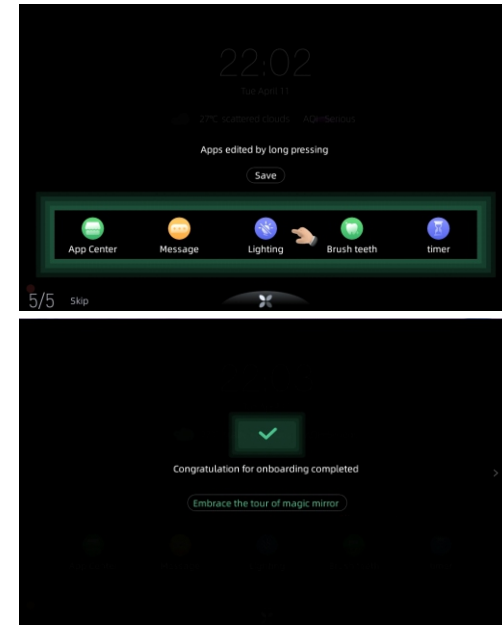 22:02
Tue April 11
27°C scattered clouds
Apps edited by long pressing
Save
App Center Message Lighting Brush teeth timer
5/5 Skip
Congratulation for onboarding completed
Embrace the tour of magic mirror